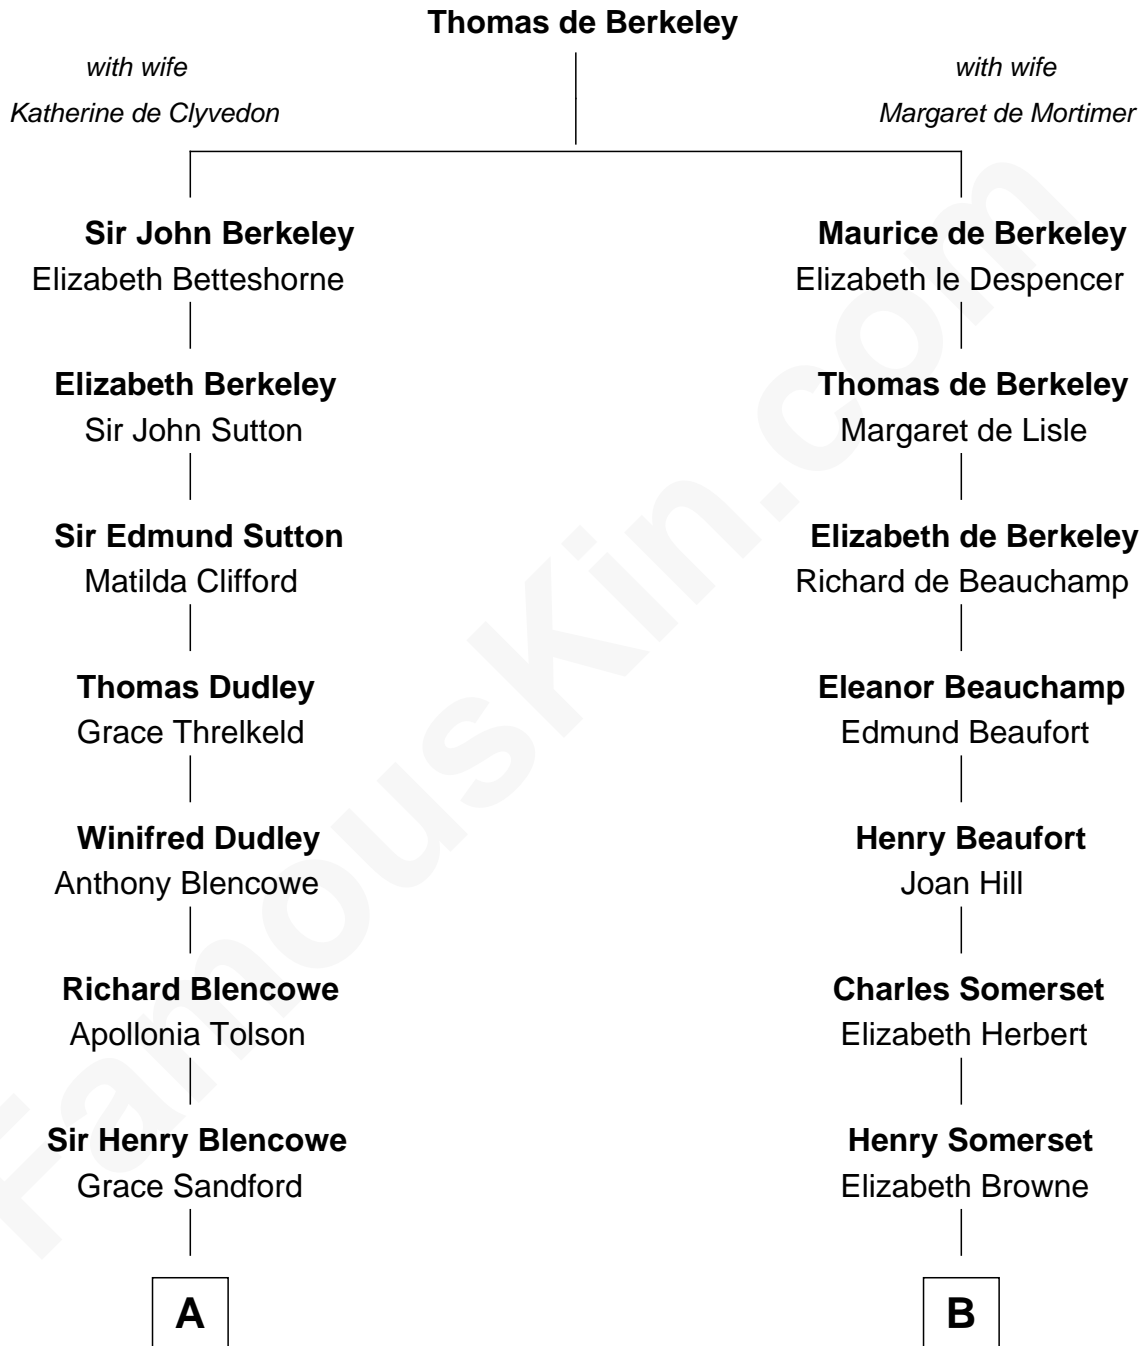 Thomas de Berkeley
with wife
Katherine de Clyvedon
with wife
Margaret de Mortimer
Sir John Berkeley
Elizabeth Betteshorne
Maurice de Berkeley
Elizabeth le Despencer
Elizabeth Berkeley
Sir John Sutton
Thomas de Berkeley
Margaret de Lisle
Sir Edmund Sutton
Matilda Clifford
Elizabeth de Berkeley
Richard de Beauchamp
Thomas Dudley
Grace Threlkeld
Eleanor Beauchamp
Edmund Beaufort
Winifred Dudley
Anthony Blencowe
Henry Beaufort
Joan Hill
Richard Blencowe
Apollonia Tolson
Charles Somerset
Elizabeth Herbert
Sir Henry Blencowe
Grace Sandford
Henry Somerset
Elizabeth Browne
A
B
FamousKin.com